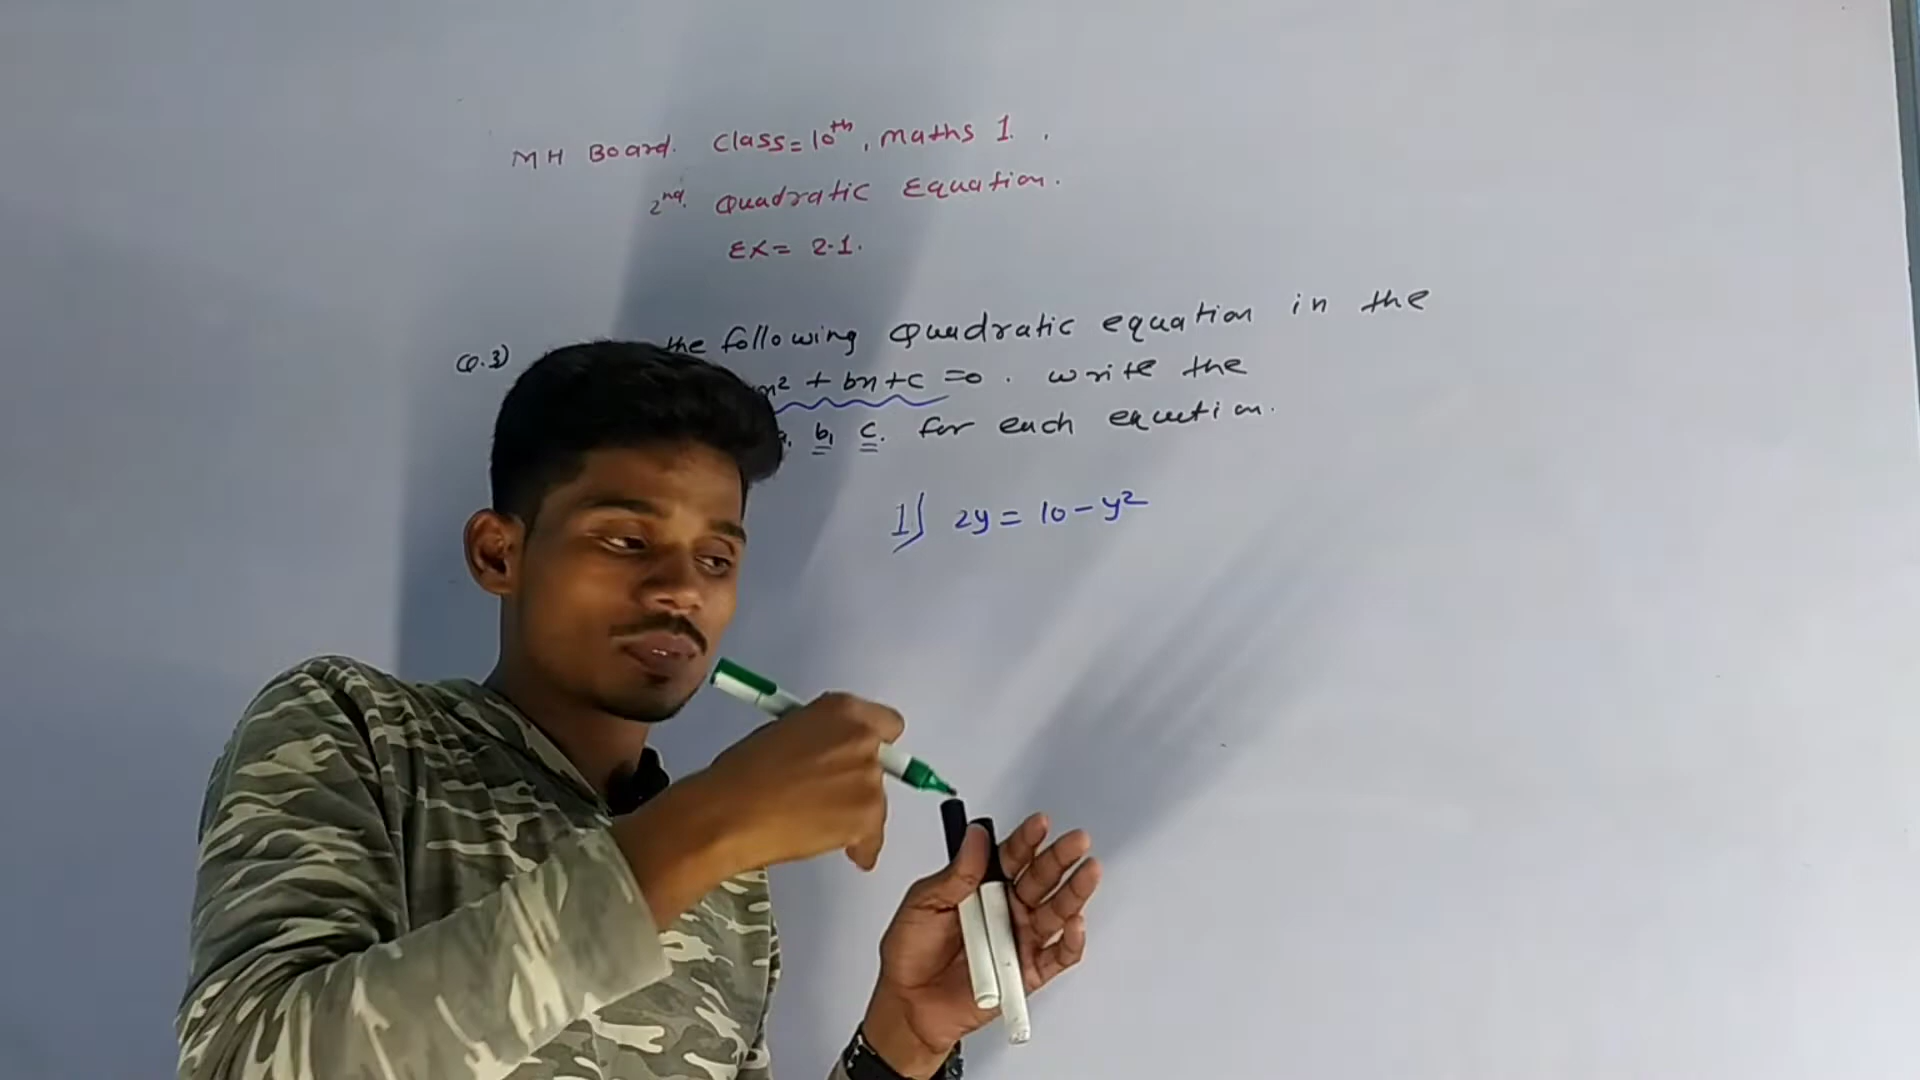 MH Board. Class=10th, Maths 1.
2nd. Quadratic Equation.
Ex= 2.1.
Q.3) the following Quadratic equation in the
x² + bx + c =0. write the
a, b, c. for each equation.
1) 2y = 10 - y²